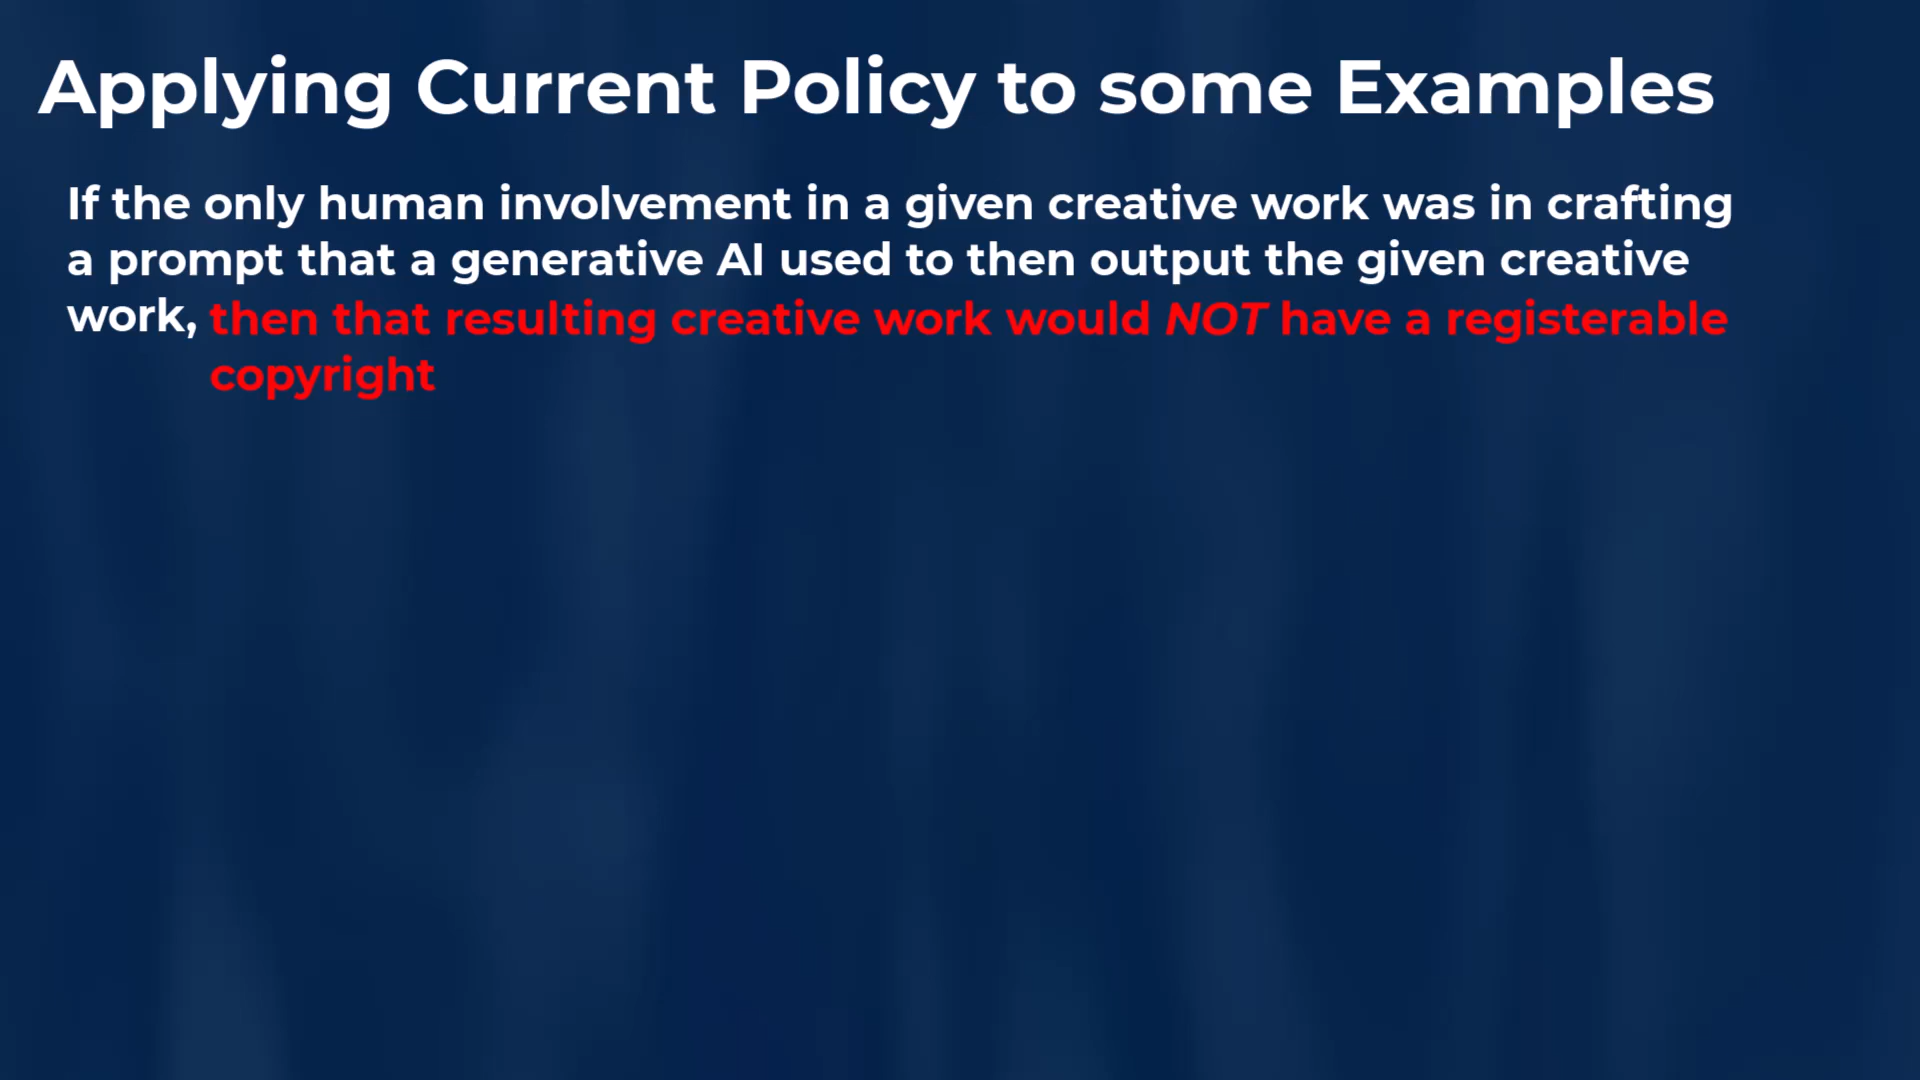 Applying Current Policy to some Examples
If the only human involvement in a given creative work was in crafting
a prompt that a generative AI used to then output the given creative
work, then that resulting creative work would NOT have a registerable
copyright